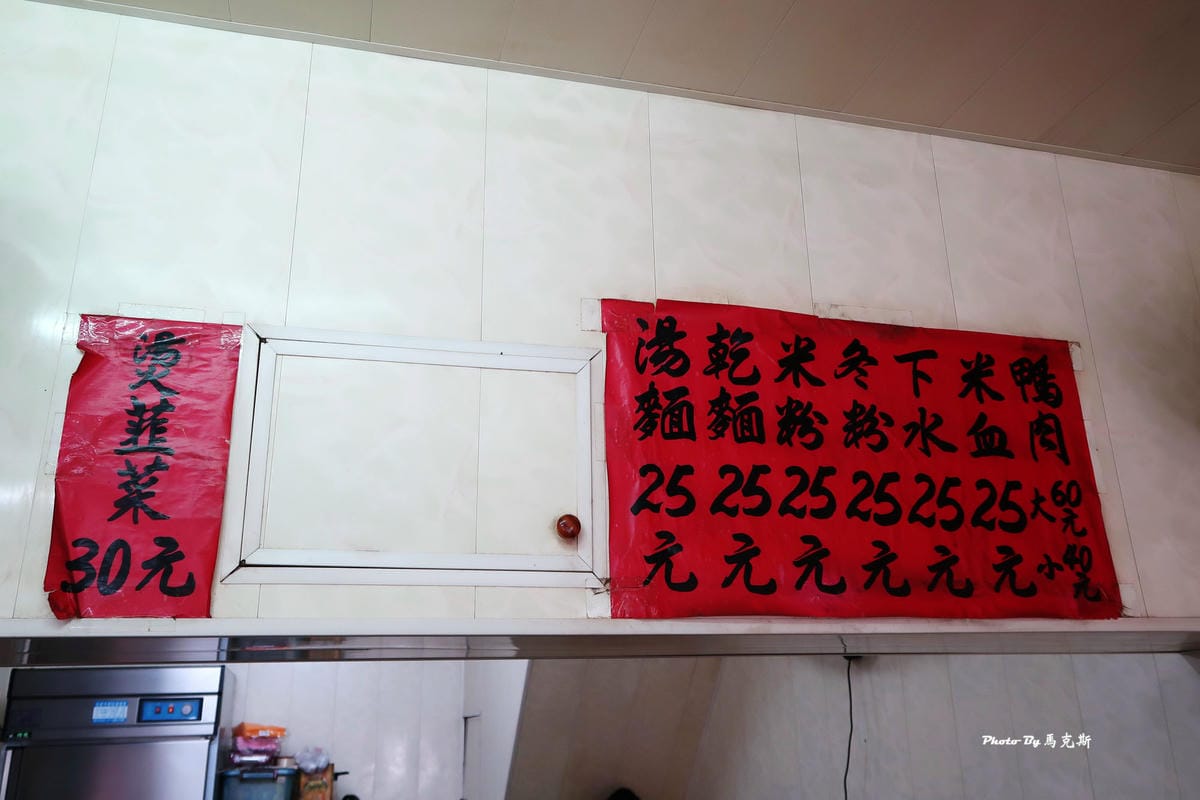 鴨肉大60元小40元
米血25元
下水25元
冬粉25元
米粉25元
乾麵25元
湯麵25元
燙韮菜30元
Photo By 馬克斯